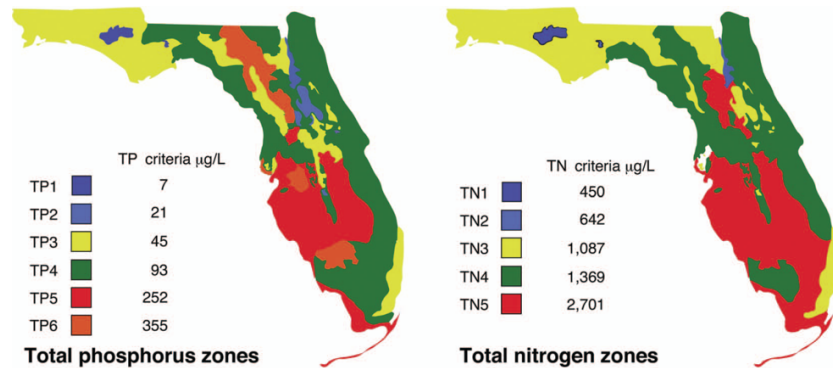 TP criteria µg/L
TP1 7
TP2 21
TP3 45
TP4 93
TP5 252
TP6 355
Total phosphorus zones
TN criteria µg/L
TN1 450
TN2 642
TN3 1,087
TN4 1,369
TN5 2,701
Total nitrogen zones